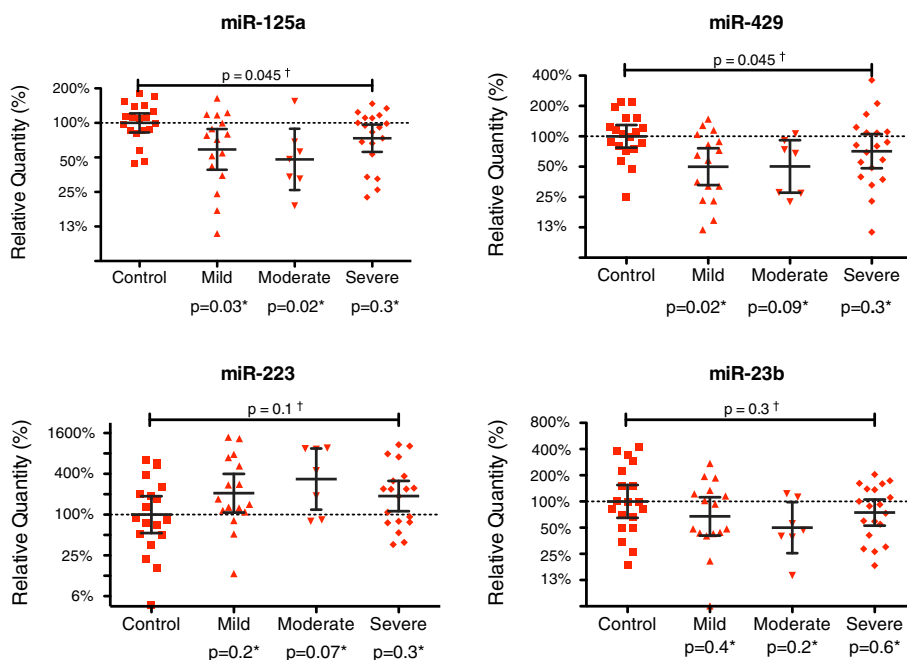 miR-125a
p = 0.045 †
Relative Quantity (%)
200%
100%
50%
25%
13%
Control Mild Moderate Severe
p=0.03* p=0.02* p=0.3*
miR-429
p = 0.045 †
Relative Quantity (%)
400%
200%
100%
50%
25%
13%
Control Mild Moderate Severe
p=0.02* p=0.09* p=0.3*
miR-223
p = 0.1 †
Relative Quantity (%)
1600%
400%
100%
25%
6%
Control Mild Moderate Severe
p=0.2* p=0.07* p=0.3*
miR-23b
p = 0.3 †
Relative Quantity (%)
800%
400%
200%
100%
50%
25%
13%
Control Mild Moderate Severe
p=0.4* p=0.2* p=0.6*